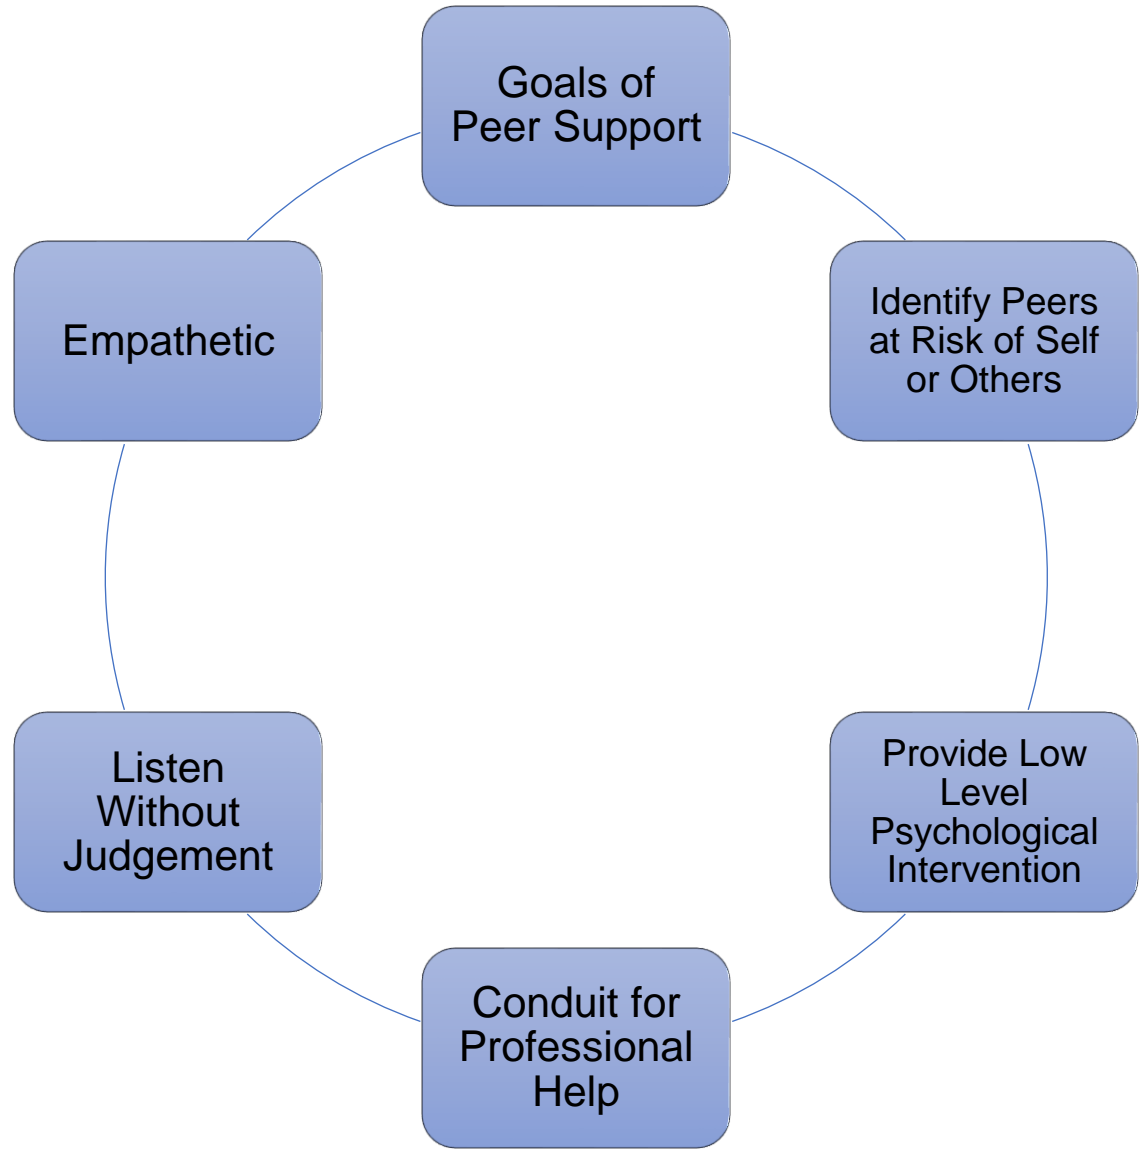 Goals of
Peer Support
Identify Peers
at Risk of Self
or Others
Provide Low
Level
Psychological
Intervention
Conduit for
Professional
Help
Listen
Without
Judgement
Empathetic